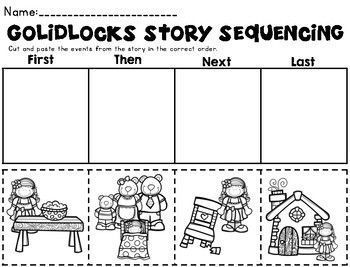 Name:_________________________
GOLIDLOCKS STORY SEQUENCING
Cut and paste the events from the story in the correct order.
First Then Next Last